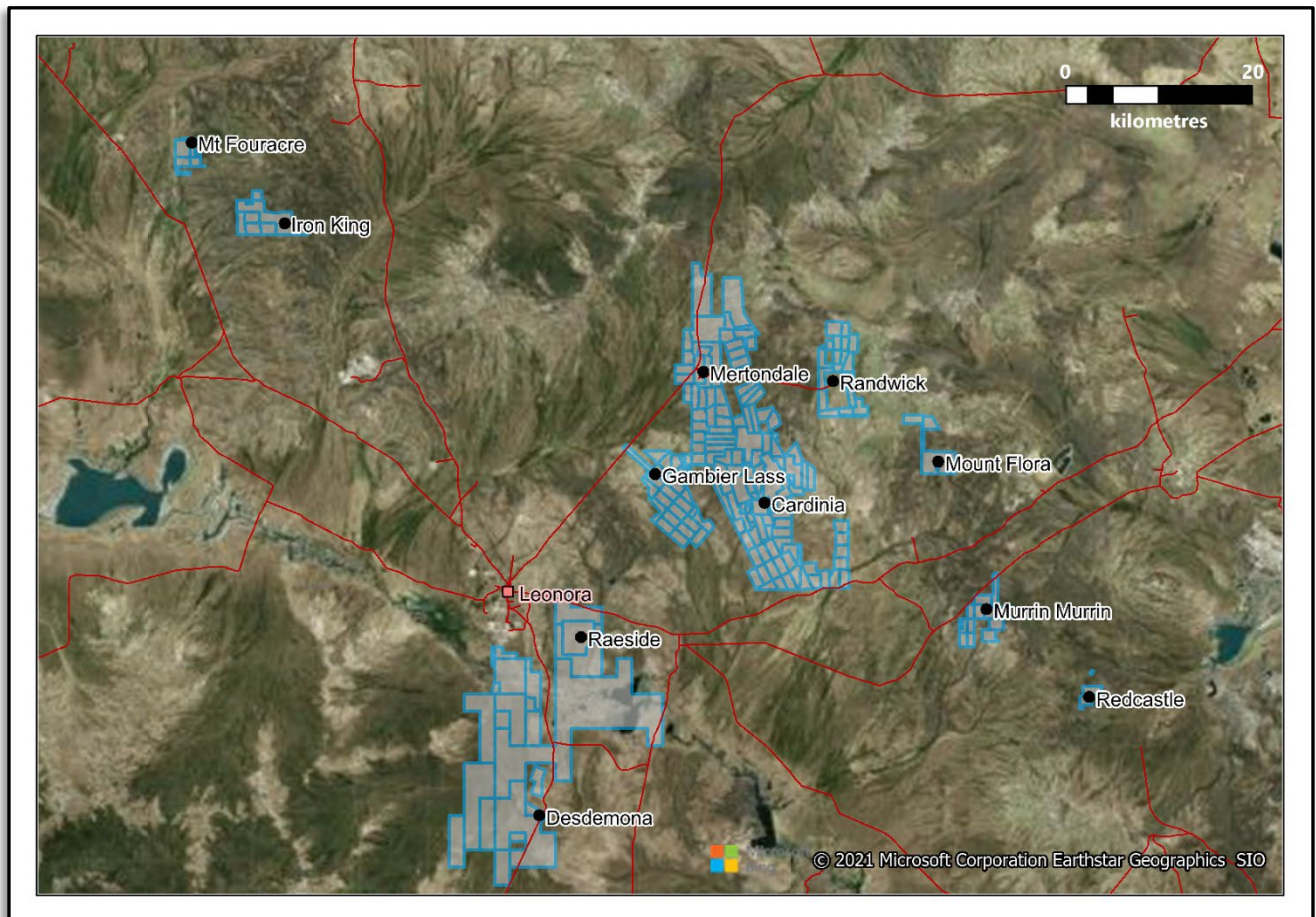 0 20
kilometres
Mt Fouracre
Iron King
Mertondale
Randwick
Mount Flora
Gambier Lass
Cardinia
Leonora
Murrin Murrin
Raeside
Redcastle
Desdemona
© 2021 Microsoft Corporation Earthstar Geographics SIO